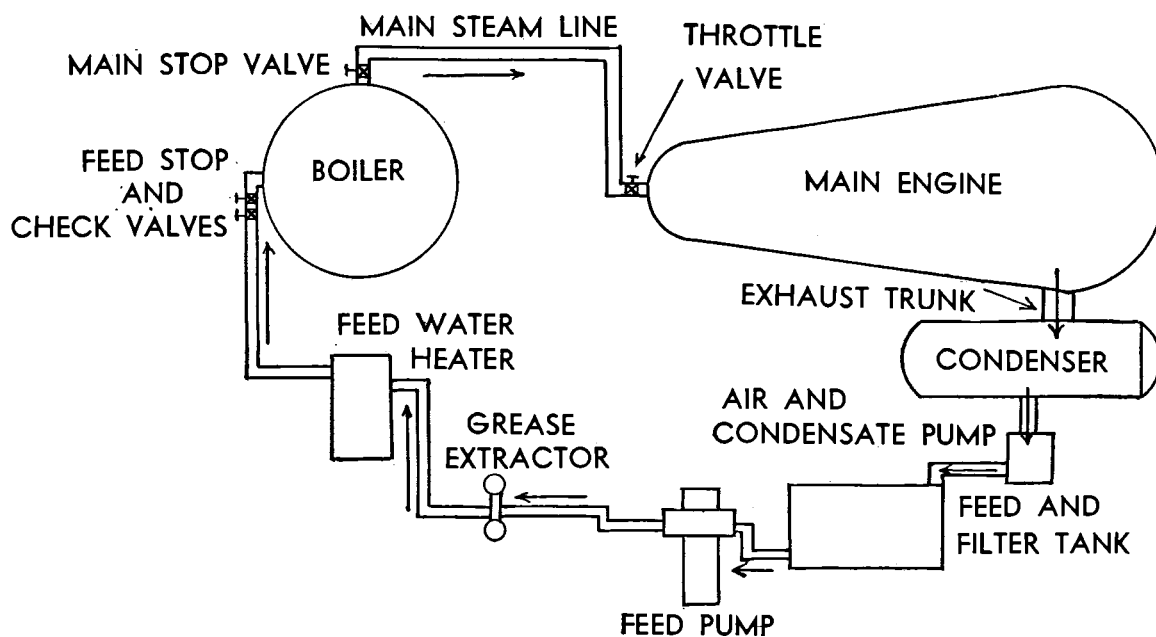 MAIN STEAM LINE
THROTTLE
VALVE
MAIN STOP VALVE
FEED STOP
AND
CHECK VALVES
BOILER
MAIN ENGINE
EXHAUST TRUNK
FEED WATER
HEATER
CONDENSER
AIR AND
CONDENSATE PUMP
GREASE
EXTRACTOR
FEED AND
FILTER TANK
FEED PUMP